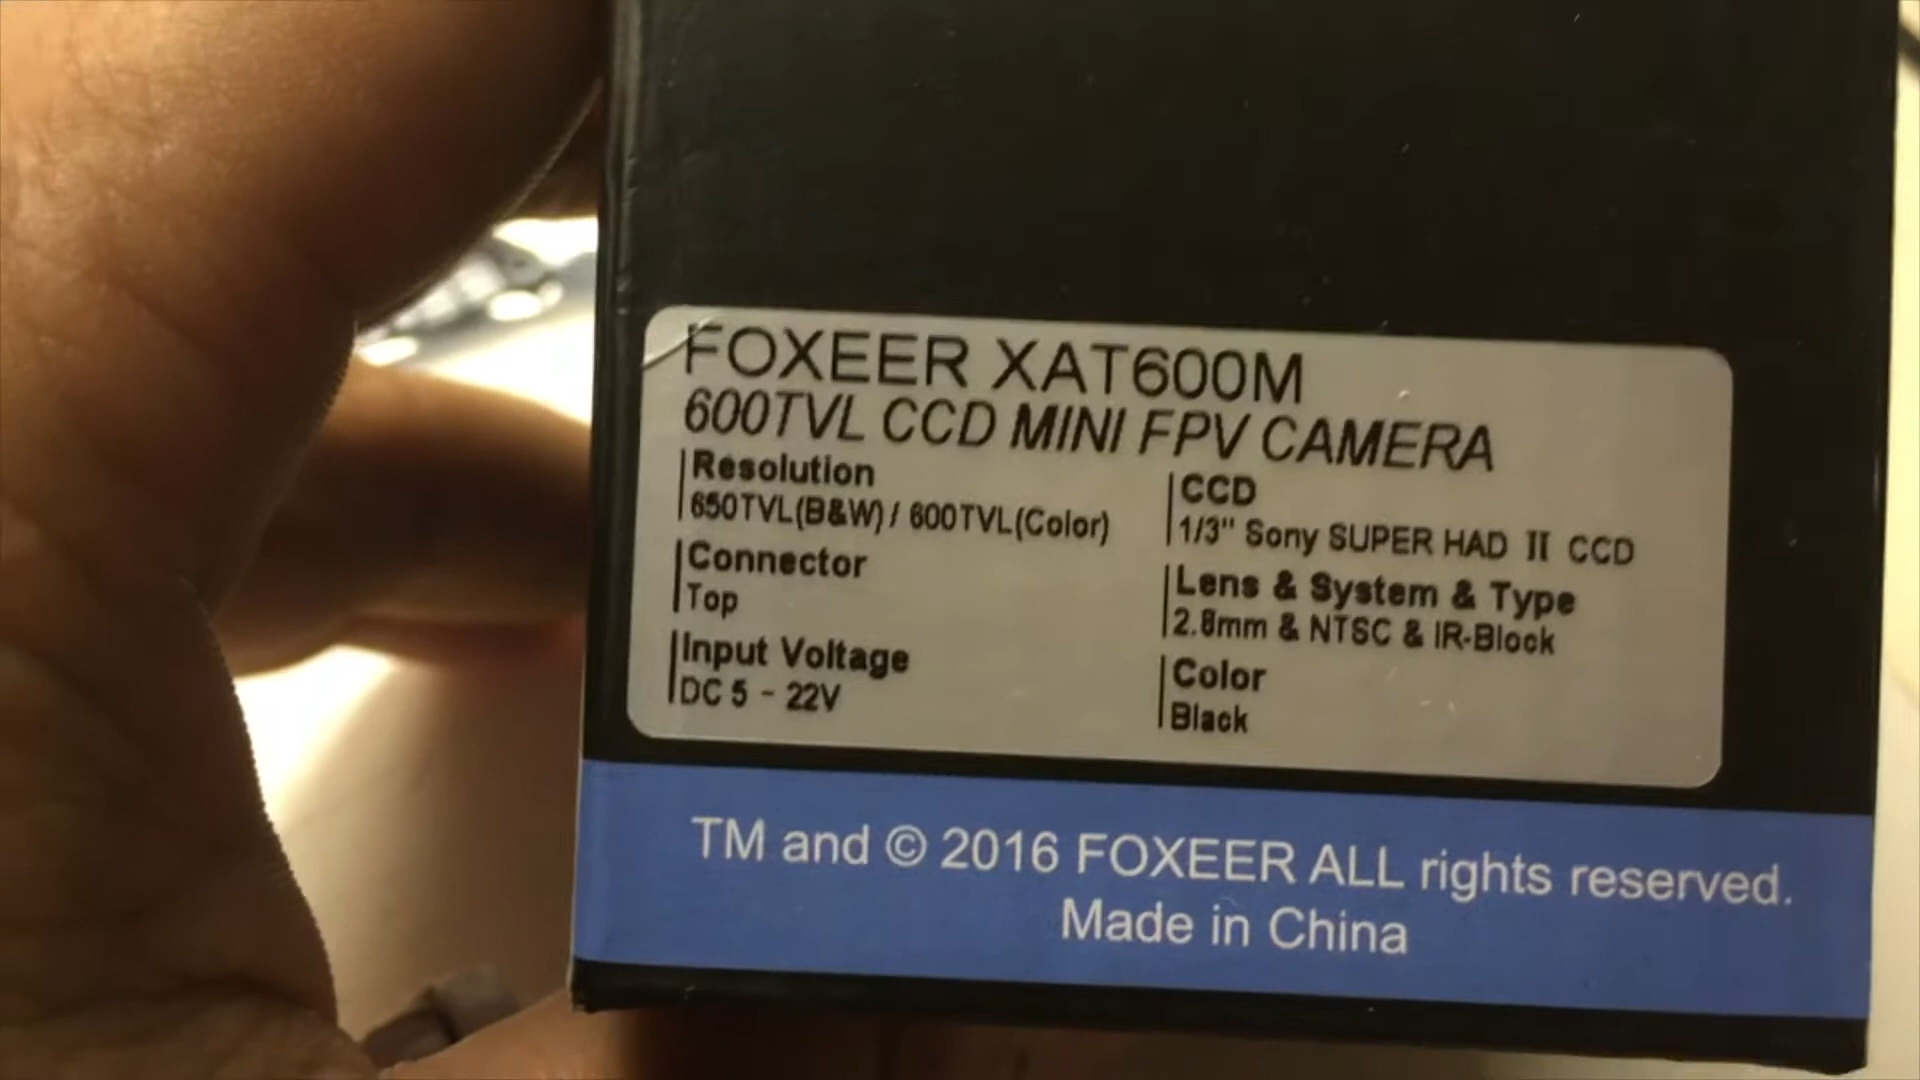 FOXEER XAT600M
600TVL CCD MINI FPV CAMERA
Resolution
650TVL(B&W) / 600TVL(Color)
Connector
Top
Input Voltage
DC 5 - 22V
CCD
1/3" Sony SUPER HAD II CCD
Lens & System & Type
2.8mm & NTSC & IR-Block
Color
Black
TM and © 2016 FOXEER ALL rights reserved.
Made in China